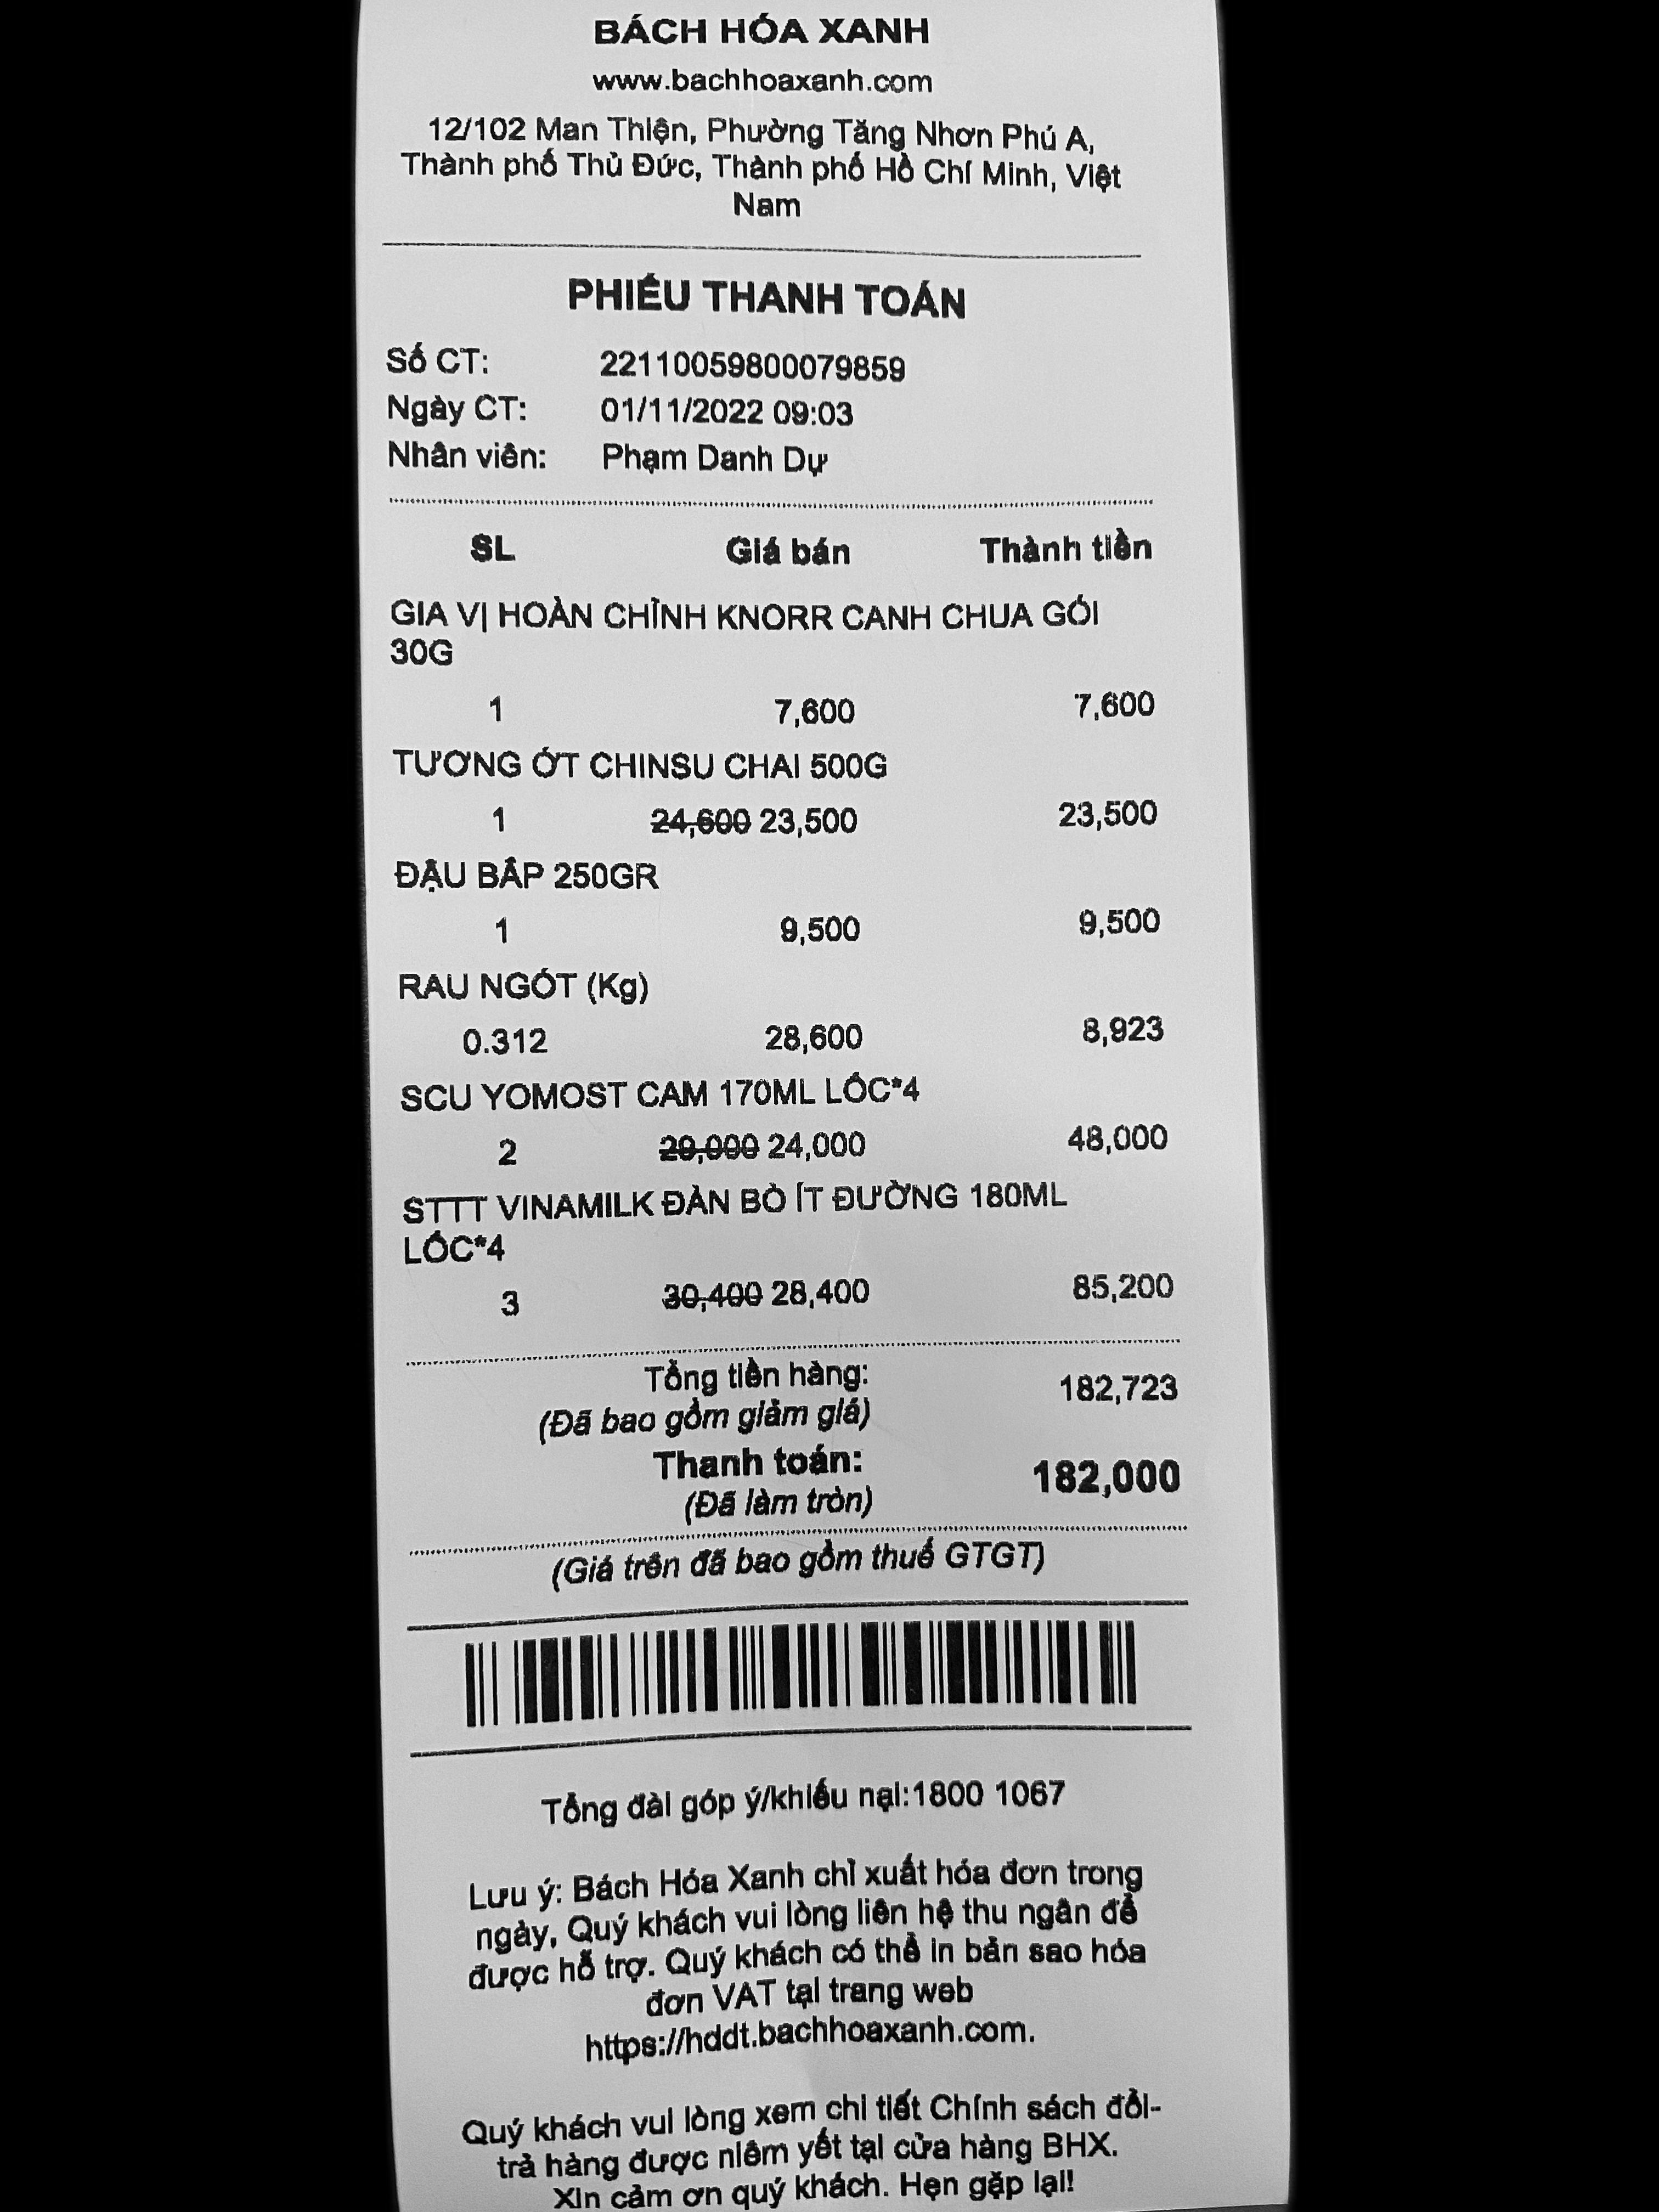 BÁCH HÓA XANH
www.bachhoaxanh.com
12/102 Man Thiện, Phường Tăng Nhơn Phú A,
Thành phố Thủ Đức, Thành phố Hồ Chí Minh, Việt
Nam
PHIẾU THANH TOÁN
Số CT: 22110059800079859
Ngày CT: 01/11/2022 09:03
Nhân viên: Phạm Danh Dự
SL Giá bán Thành tiền
GIA VỊ HOÀN CHỈNH KNORR CANH CHUA GÓI
30G
1 7,600 7,600
TƯƠNG ỚT CHINSU CHAI 500G
1 24,600 23,500 23,500
ĐẬU BẮP 250GR
1 9,500 9,500
RAU NGÓT (Kg)
0.312 28,600 8,923
SCU YOMOST CAM 170ML LỐC*4
2 29,000 24,000 48,000
STTT VINAMILK ĐÀN BÒ ÍT ĐƯỜNG 180ML
LỐC*4
3 30,400 28,400 85,200
Tổng tiền hàng: 182,723
(Đã bao gồm giảm giá)
Thanh toán: 182,000
(Đã làm tròn)
(Giá trên đã bao gồm thuế GTGT)
Tổng đài góp ý/khiếu nại:1800 1067
Lưu ý: Bách Hóa Xanh chỉ xuất hóa đơn trong
ngày, Quý khách vui lòng liên hệ thu ngân để
được hỗ trợ. Quý khách có thể in bản sao hóa
đơn VAT tại trang web
https://hddt.bachhoaxanh.com.
Quý khách vui lòng xem chi tiết Chính sách đổi-
trả hàng được niêm yết tại cửa hàng BHX.
Xin cảm ơn quý khách. Hẹn gặp lại!